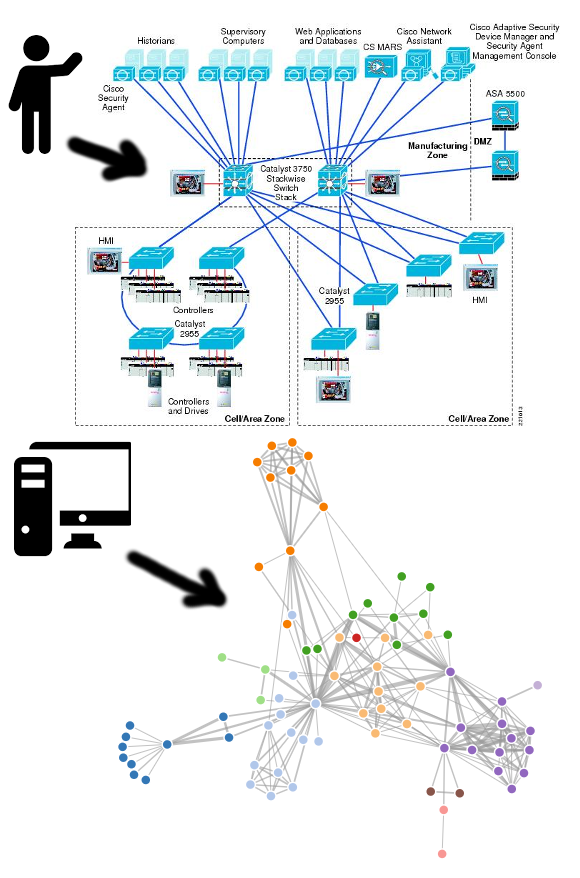 Historians
Supervisory
Computers
Web Applications
and Databases
CS MARS
Cisco Network
Assistant
Cisco Adaptive Security
Device Manager and
Security Agent
Management Console
Cisco
Security
Agent
ASA 5500
Manufacturing
Zone
DMZ
Catalyst 3750
Stackwise
Switch
Stack
HMI
Controllers
Catalyst
2955
Controllers
and Drives
Cell/Area Zone
Catalyst
2955
HMI
Cell/Area Zone